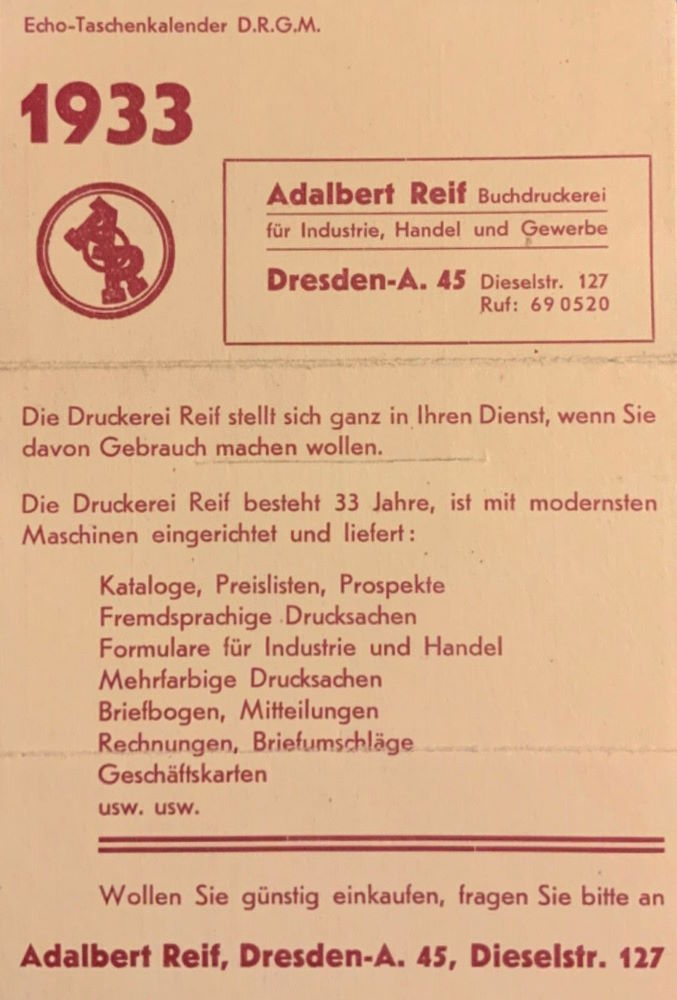 Echo-Taschenkalender D.R.G.M.
1933
AR
Adalbert Reif Buchdruckerei
für Industrie, Handel und Gewerbe
Dresden-A. 45 Dieselstr. 127
Ruf: 69 0520
Die Druckerei Reif stellt sich ganz in Ihren Dienst, wenn Sie
davon Gebrauch machen wollen.
Die Druckerei Reif besteht 33 Jahre, ist mit modernsten
Maschinen eingerichtet und liefert:
Kataloge, Preislisten, Prospekte
Fremdsprachige Drucksachen
Formulare für Industrie und Handel
Mehrfarbige Drucksachen
Briefbogen, Mitteilungen
Rechnungen, Briefumschläge
Geschäftskarten
usw. usw.
Wollen Sie günstig einkaufen, fragen Sie bitte an
Adalbert Reif, Dresden-A. 45, Dieselstr. 127